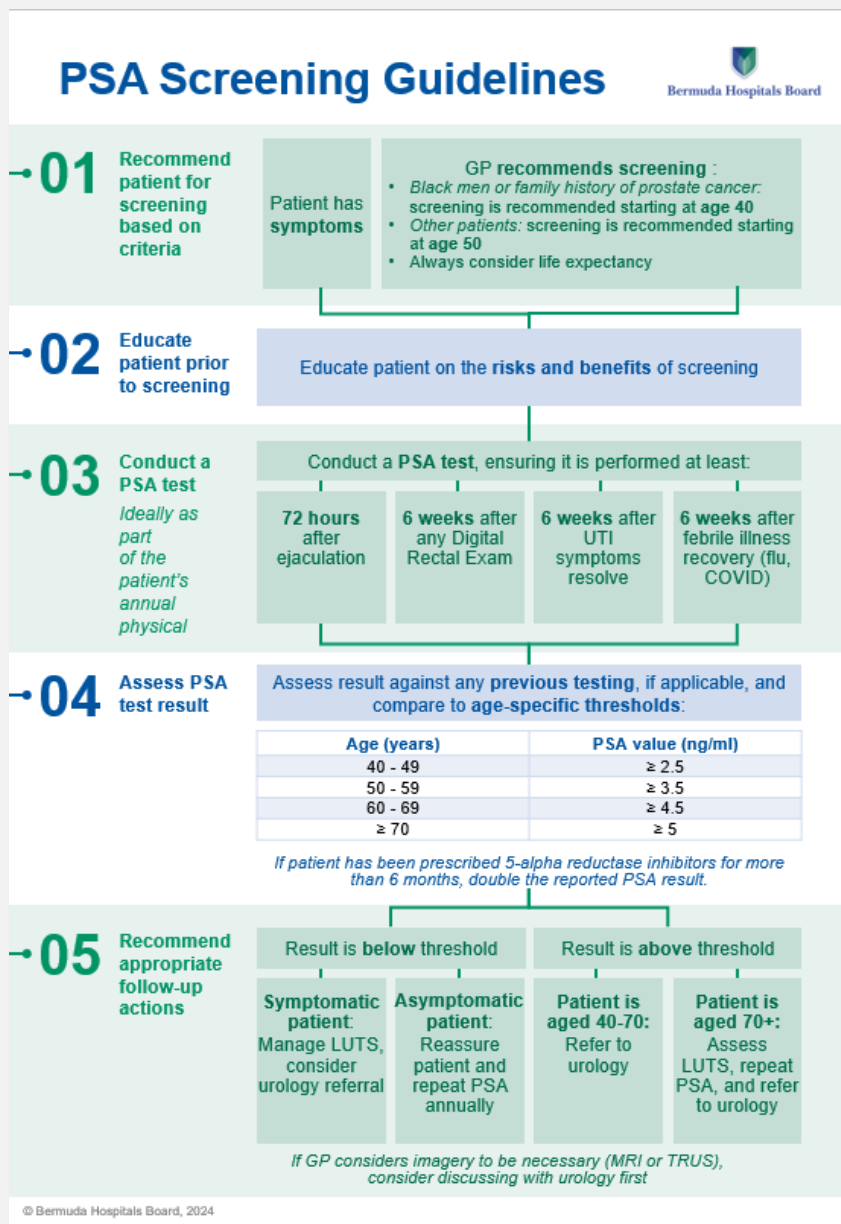 PSA Screening Guidelines
Bermuda Hospitals Board
01
Recommend
patient for
screening
based on
criteria
Patient has
symptoms
GP recommends screening :
• Black men or family history of prostate cancer:
screening is recommended starting at age 40
• Other patients: screening is recommended starting
at age 50
• Always consider life expectancy
02
Educate
patient prior
to screening
Educate patient on the risks and benefits of screening
03
Conduct a
PSA test
Ideally as
part
of the
patient's
annual
physical
Conduct a PSA test, ensuring it is performed at least:
72 hours
after
ejaculation
6 weeks after
any Digital
Rectal Exam
6 weeks after
UTI
symptoms
resolve
6 weeks after
febrile illness
recovery (flu,
COVID)
04
Assess PSA
test result
Assess result against any previous testing, if applicable, and
compare to age-specific thresholds:
Age (years) PSA value (ng/ml)
40 - 49 ≥ 2.5
50 - 59 ≥ 3.5
60 - 69 ≥ 4.5
≥ 70 ≥ 5
If patient has been prescribed 5-alpha reductase inhibitors for more
than 6 months, double the reported PSA result.
05
Recommend
appropriate
follow-up
actions
Result is below threshold
Result is above threshold
Symptomatic
patient:
Manage LUTS,
consider
urology referral
Asymptomatic
patient:
Reassure
patient and
repeat PSA
annually
Patient is
aged 40-70:
Refer to
urology
Patient is
aged 70+:
Assess
LUTS, repeat
PSA, and refer
to urology
If GP considers imagery to be necessary (MRI or TRUS),
consider discussing with urology first
© Bermuda Hospitals Board, 2024